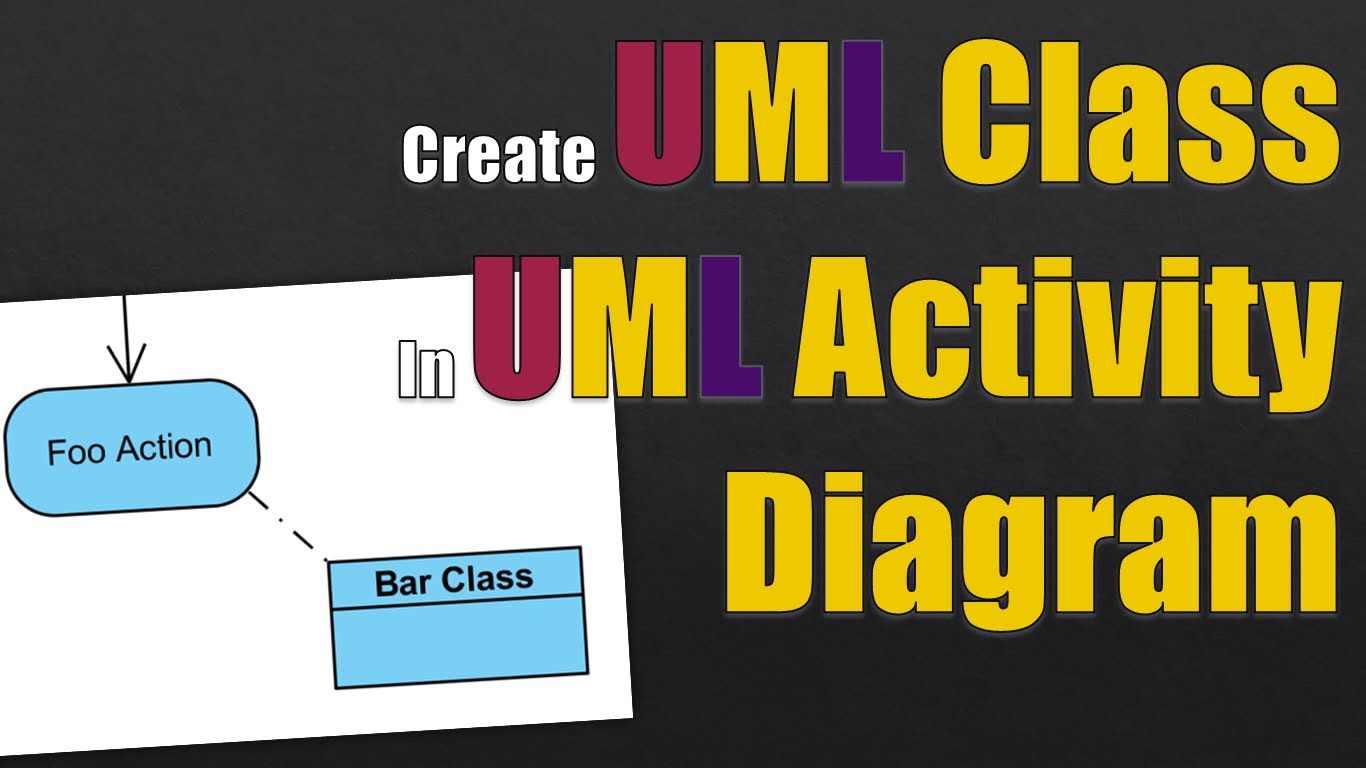 Create UML Class
In UML Activity
Diagram
Foo Action
Bar Class